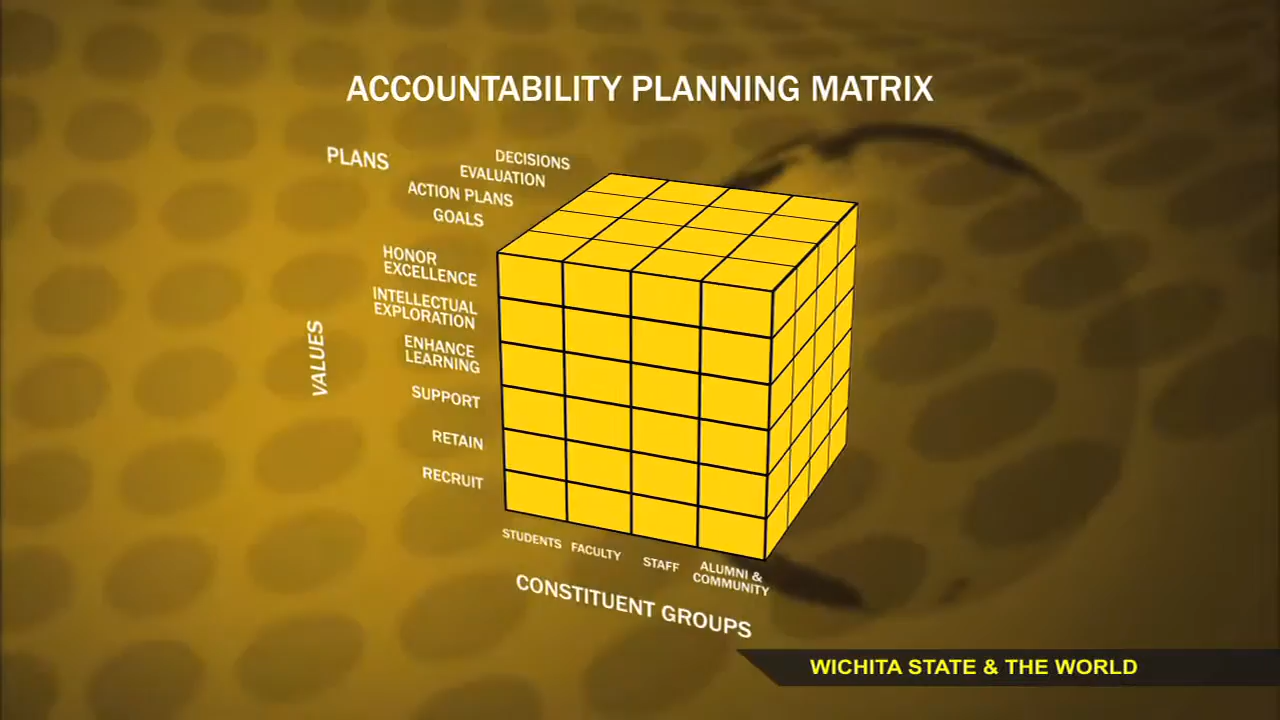 ACCOUNTABILITY PLANNING MATRIX
PLANS
DECISIONS
EVALUATION
ACTION PLANS
GOALS
VALUES
HONOR
EXCELLENCE
INTELLECTUAL
EXPLORATION
ENHANCE
LEARNING
SUPPORT
RETAIN
RECRUIT
STUDENTS
FACULTY
STAFF
ALUMNI &
COMMUNITY
CONSTITUENT GROUPS
WICHITA STATE & THE WORLD